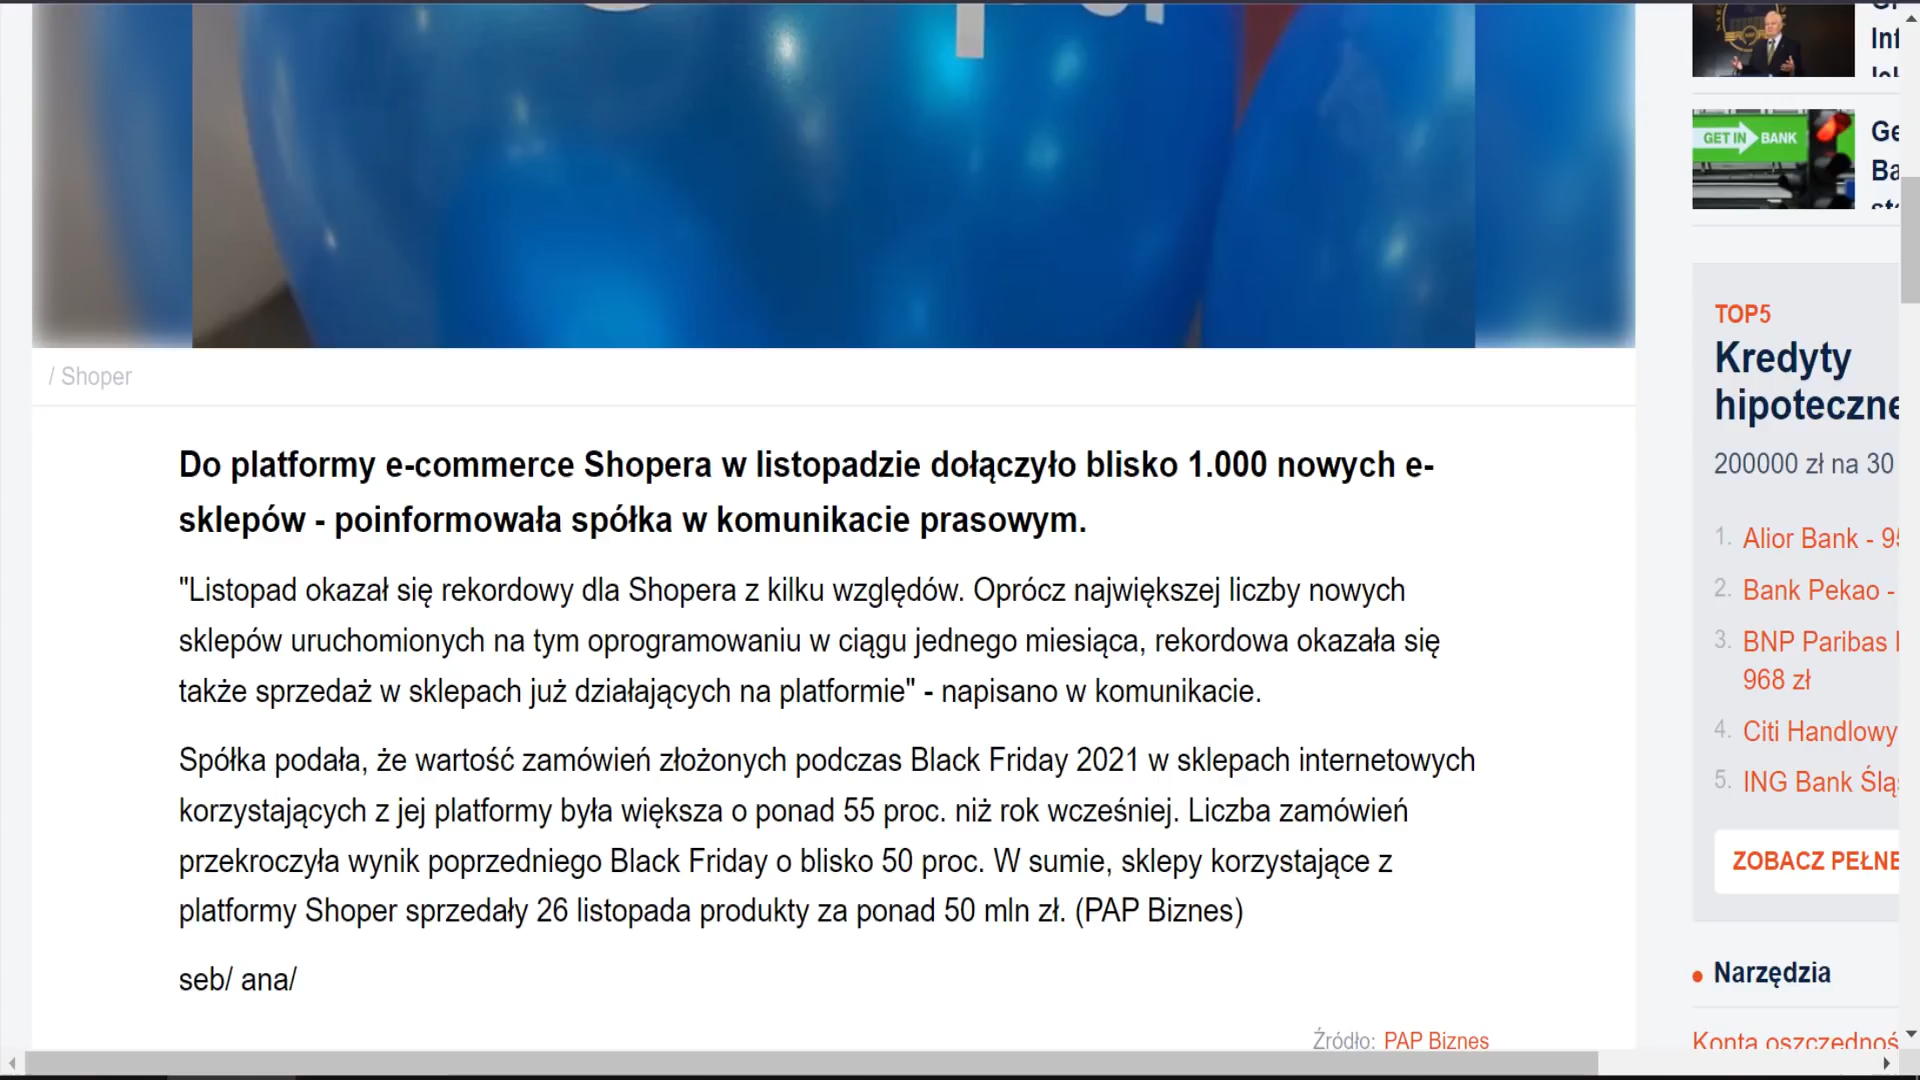 GET IN BANK
/ Shoper
Do platformy e-commerce Shopera w listopadzie dołączyło blisko 1.000 nowych e-
sklepów - poinformowała spółka w komunikacie prasowym.
"Listopad okazał się rekordowy dla Shopera z kilku względów. Oprócz największej liczby nowych
sklepów uruchomionych na tym oprogramowaniu w ciągu jednego miesiąca, rekordowa okazała się
także sprzedaż w sklepach już działających na platformie" - napisano w komunikacie.
Spółka podała, że wartość zamówień złożonych podczas Black Friday 2021 w sklepach internetowych
korzystających z jej platformy była większa o ponad 55 proc. niż rok wcześniej. Liczba zamówień
przekroczyła wynik poprzedniego Black Friday o blisko 50 proc. W sumie, sklepy korzystające z
platformy Shoper sprzedały 26 listopada produkty za ponad 50 mln zł. (PAP Biznes)
seb/ ana/
Źródło: PAP Biznes
TOP5
Kredyty
hipoteczne
200000 zł na 30
1. Alior Bank -
2. Bank Pekao -
3. BNP Paribas
968 zł
4. Citi Handlowy
5. ING Bank
ZOBACZ
Narzędzia
Konta